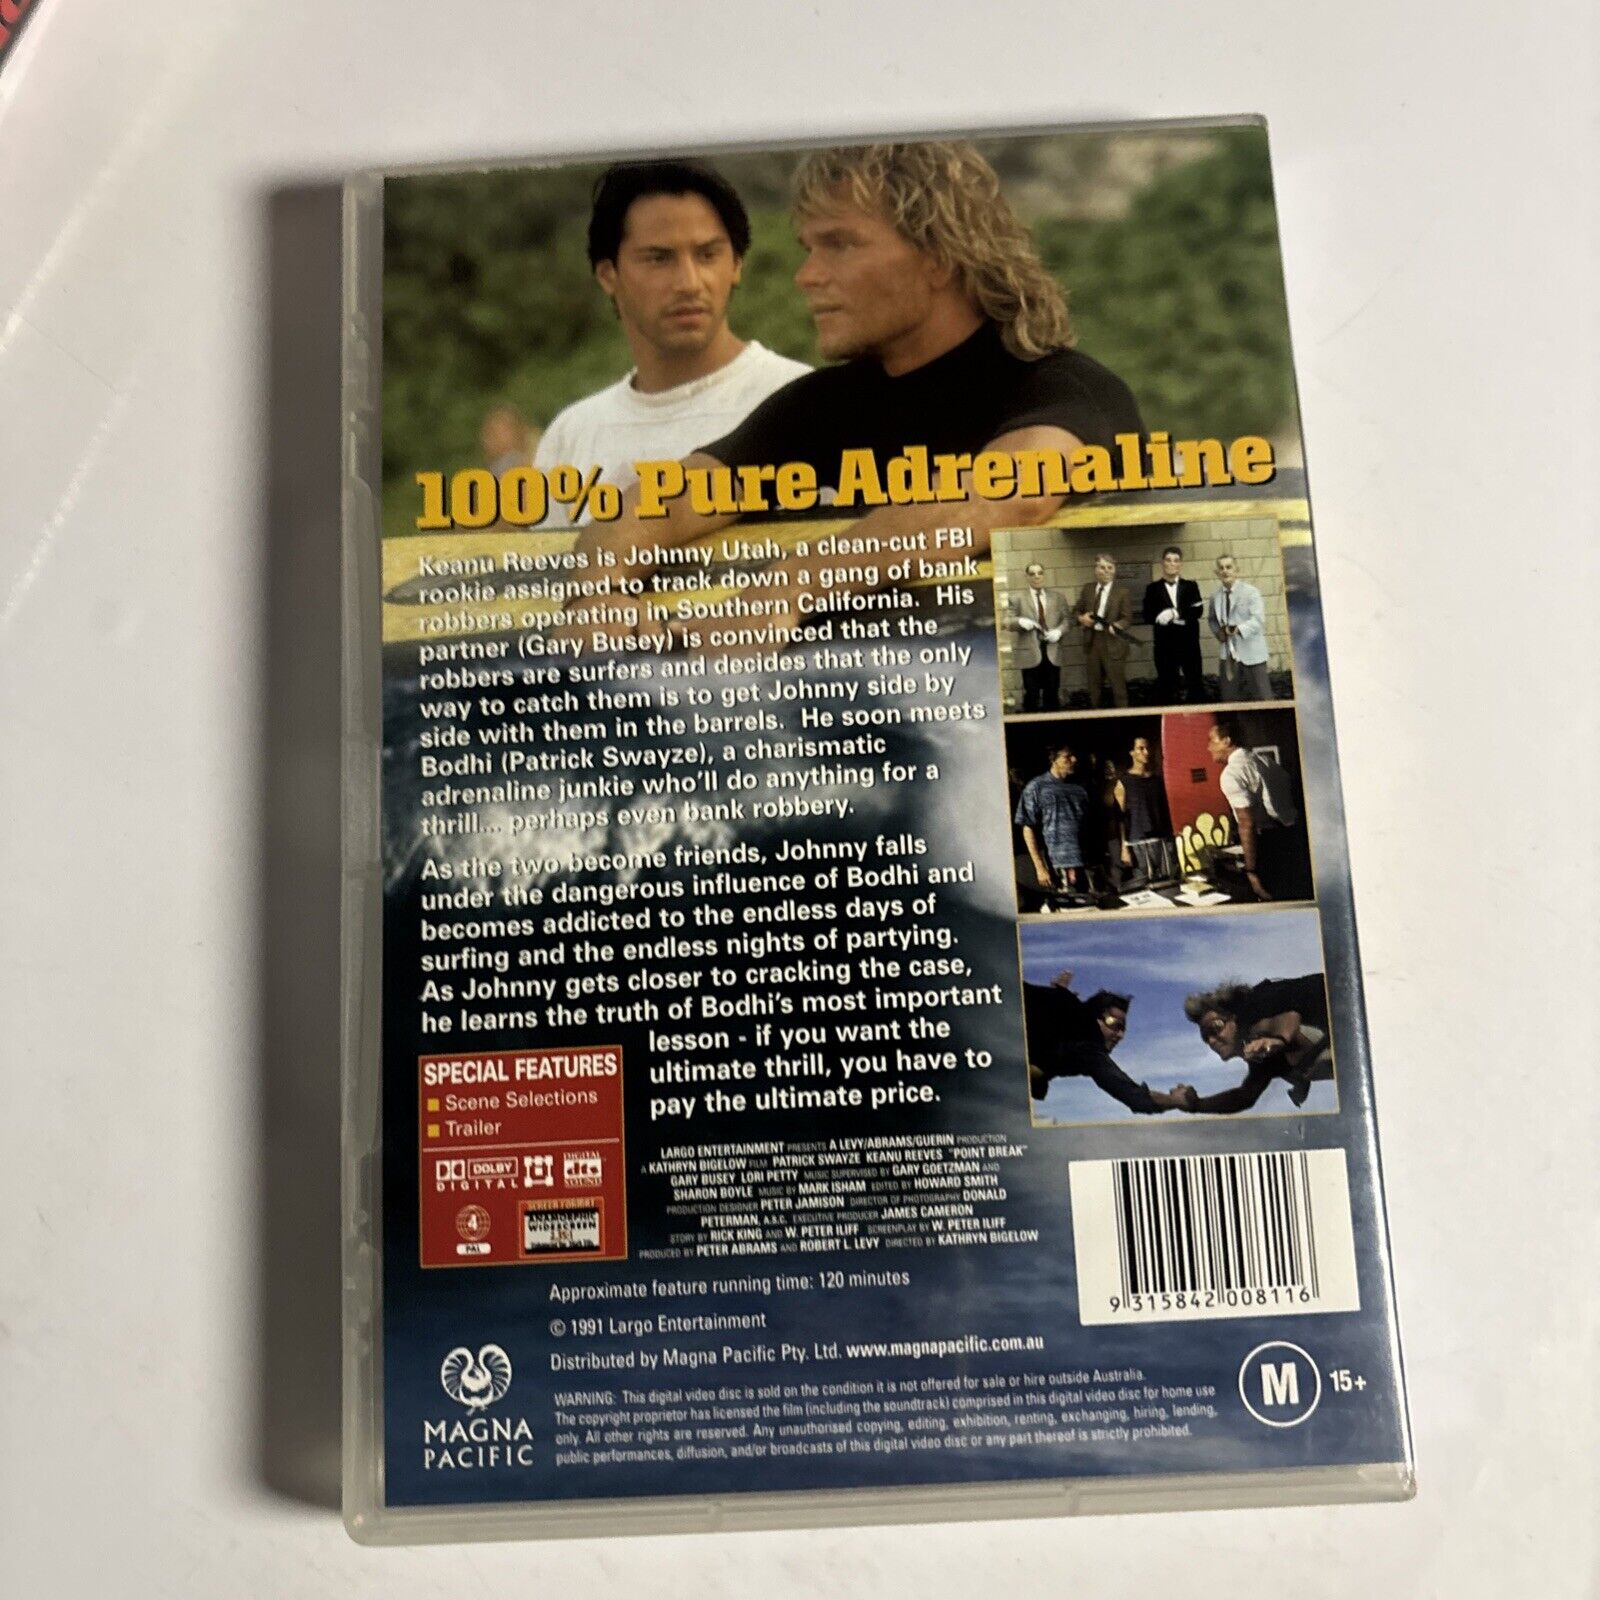 100% Pure Adrenaline
Keanu Reeves is Johnny Utah, a clean-cut FBI
rookie assigned to track down a gang of bank
robbers operating in Southern California. His
partner (Gary Busey) is convinced that the
robbers are surfers and decides that the only
way to catch them is to get Johnny side by
side with them in the barrels. He soon meets
Bodhi (Patrick Swayze), a charismatic
adrenaline junkie who'll do anything for a
thrill... perhaps even bank robbery.
As the two become friends, Johnny falls
under the dangerous influence of Bodhi and
becomes addicted to the endless days of
surfing and the endless nights of partying.
As Johnny gets closer to cracking the case,
he learns the truth of Bodhi's most important
lesson - if you want the
ultimate thrill, you have to
pay the ultimate price.
SPECIAL FEATURES
Scene Selections
Trailer
DOLBY
DIGITAL
DIGITAL
dts
SOUND
4
PAL
SCREEN FORMAT
ANAMORPHIC
WIDESCREEN
LARGO ENTERTAINMENT PRESENTS A LEVY/ABRAMS/GUERIN PRODUCTION
A KATHRYN BIGELOW FILM PATRICK SWAYZE KEANU REEVES "POINT BREAK"
GARY BUSEY LORI PETTY MUSIC SUPERVISED BY GARY GOETZMAN AND
SHARON BOYLE MUSIC BY MARK ISHAM EDITED BY HOWARD SMITH
PRODUCTION DESIGNER PETER JAMISON DIRECTOR OF PHOTOGRAPHY DONALD
PETERMAN, A.S.C. EXECUTIVE PRODUCER JAMES CAMERON
STORY BY RICK KING AND W. PETER ILIFF SCREENPLAY BY W. PETER ILIFF
PRODUCED BY PETER ABRAMS AND ROBERT L. LEVY DIRECTED BY KATHRYN BIGELOW
9 315842 008116
Approximate feature running time: 120 minutes
© 1991 Largo Entertainment
Distributed by Magna Pacific Pty. Ltd. www.magnapacific.com.au
MAGNA
PACIFIC
WARNING: This digital video disc is sold on the condition it is not offered for sale or hire outside Australia.
The copyright proprietor has licensed the film (including the soundtrack) comprised in this digital video disc for home use
only. All other rights are reserved. Any unauthorised copying, editing, exhibition, renting, exchanging, hiring, lending,
public performances, diffusion, and/or broadcasts of this digital video disc or any part thereof is strictly prohibited.
M 15+